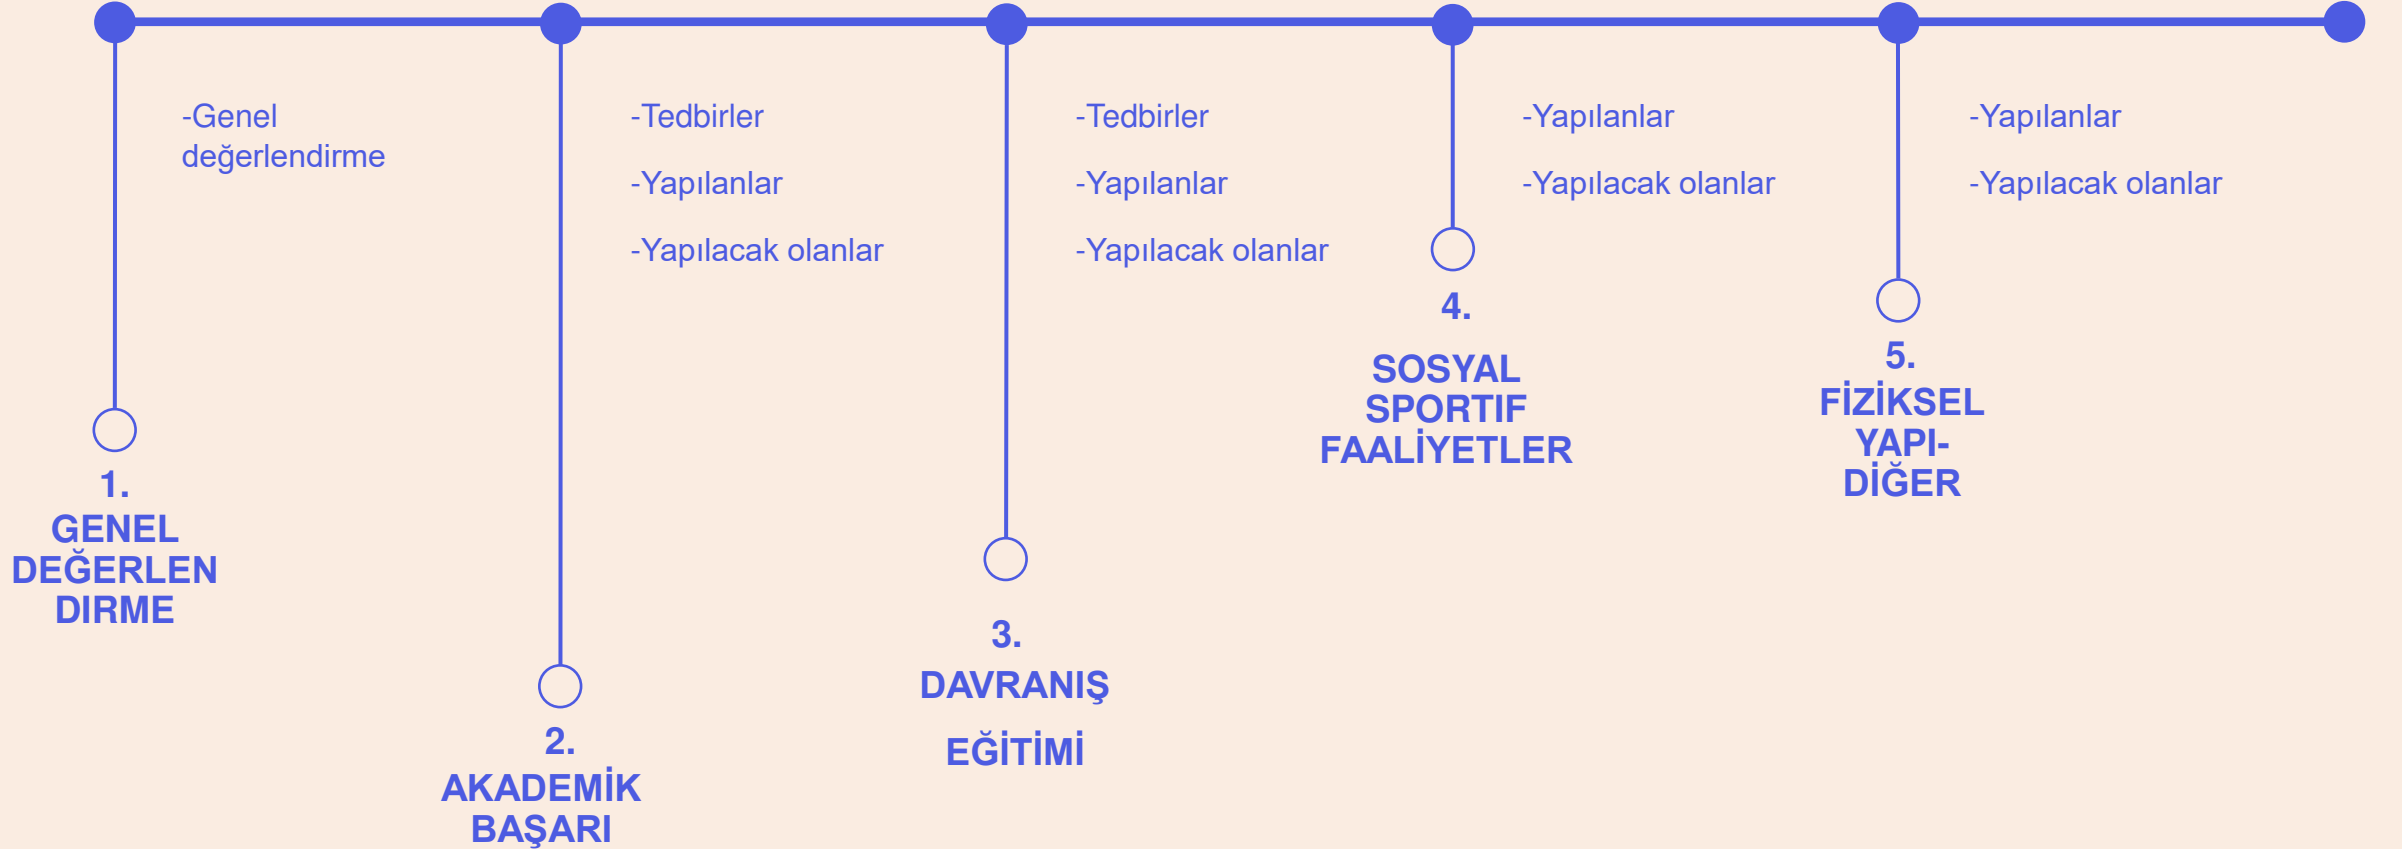 -Genel
değerlendirme
1.
GENEL
DEĞERLEN
DIRME
-Tedbirler
-Yapılanlar
-Yapılacak olanlar
2.
AKADEMİK
BAŞARI
-Tedbirler
-Yapılanlar
-Yapılacak olanlar
3.
DAVRANIŞ
EĞİTİMİ
-Yapılanlar
-Yapılacak olanlar
4.
SOSYAL
SPORTIF
FAALİYETLER
-Yapılanlar
-Yapılacak olanlar
5.
FİZİKSEL
YAPI-
DİĞER